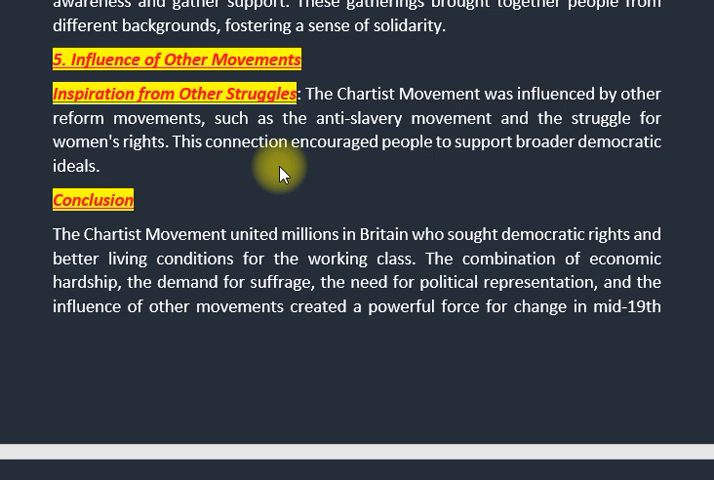 awareness and gather support. These gatherings brought together people from
different backgrounds, fostering a sense of solidarity.
5. Influence of Other Movements
Inspiration from Other Struggles: The Chartist Movement was influenced by other
reform movements, such as the anti-slavery movement and the struggle for
women's rights. This connection encouraged people to support broader democratic
ideals.
Conclusion
The Chartist Movement united millions in Britain who sought democratic rights and
better living conditions for the working class. The combination of economic
hardship, the demand for suffrage, the need for political representation, and the
influence of other movements created a powerful force for change in mid-19th